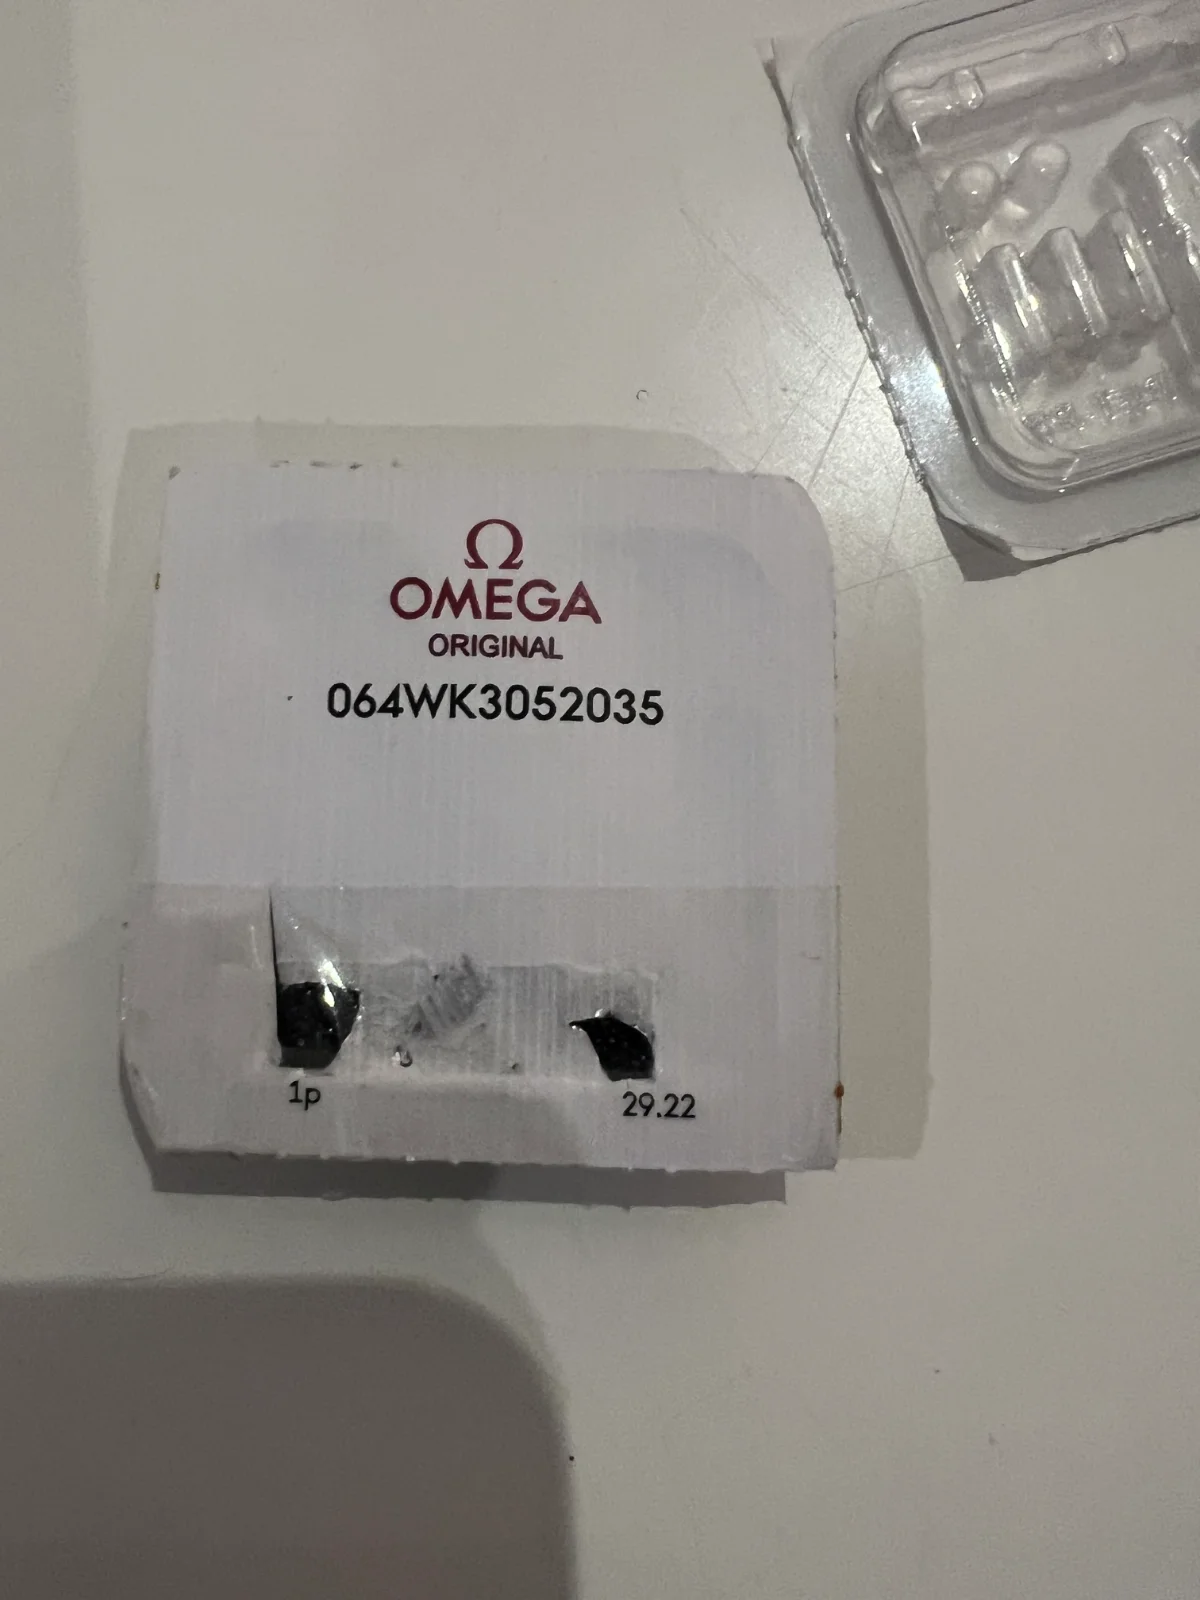 Ω
OMEGA
ORIGINAL
064WK3052035
1p
29.22